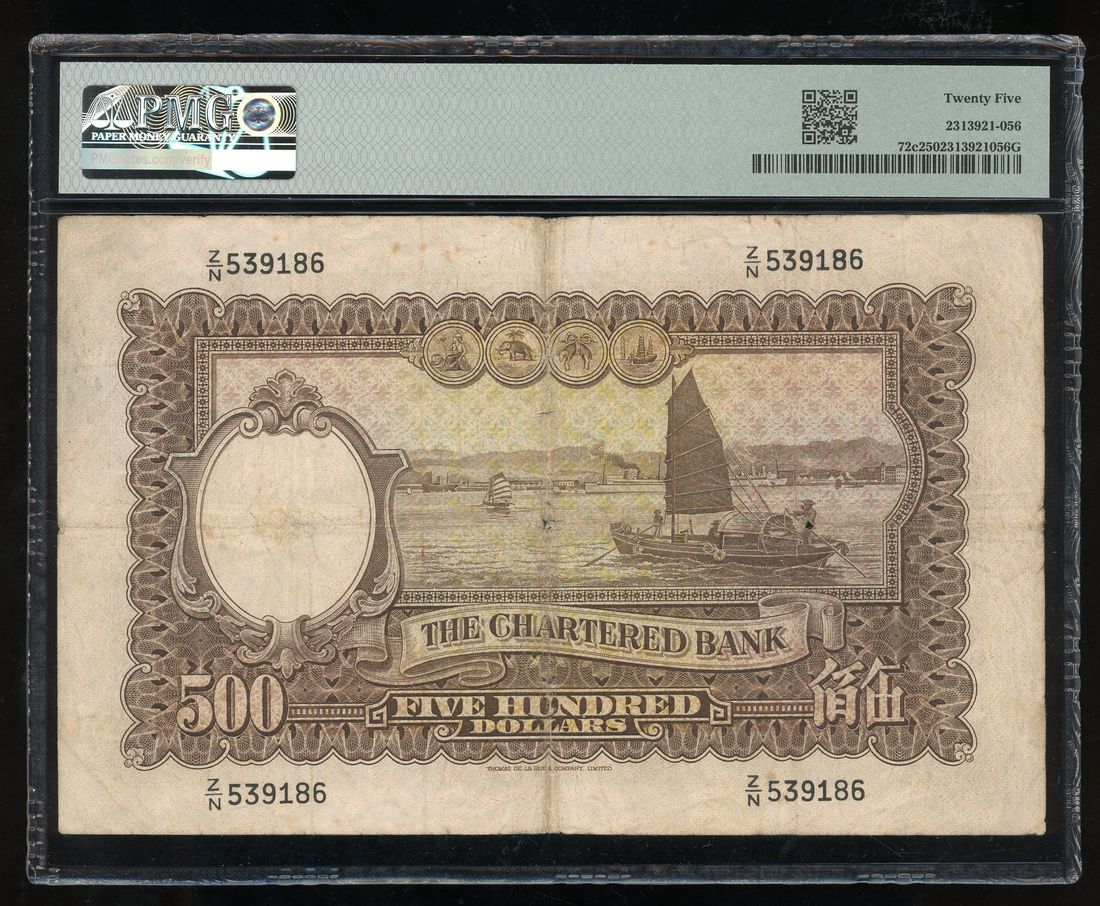 PMG
PAPER MONEY GUARANTY
PMGnotes.com/verify
Twenty Five
2313921-056
72c2502313921056G
Z/N 539186
Z/N 539186
THE CHARTERED BANK
500
FIVE HUNDRED
DOLLARS
伍佰
THOMAS DE LA RUE & COMPANY, LIMITED
Z/N 539186
Z/N 539186